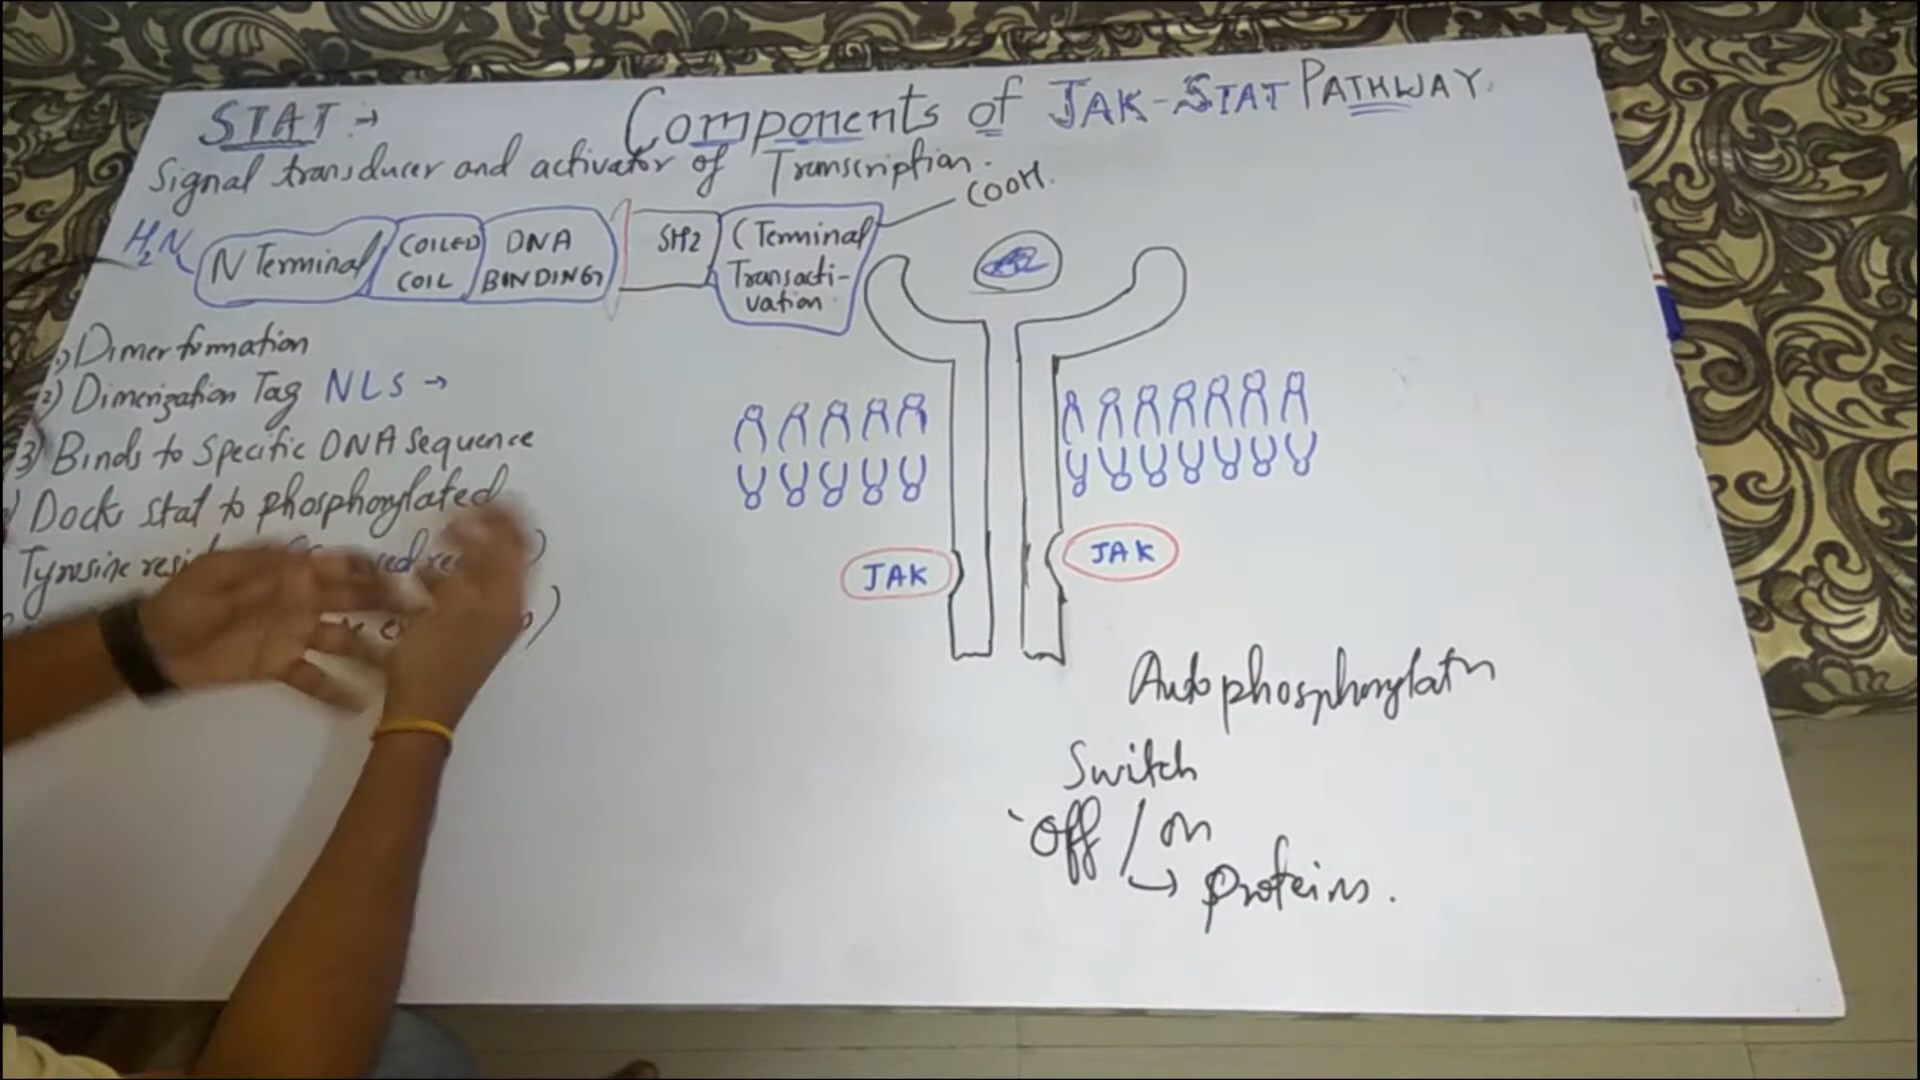 STAT :→
Components of JAK-STAT PATHWAY.
Signal transducer and activator of Transcription.
COOH.
H₂N
N Terminal
COILED COIL
DNA BINDING
SH2
C Terminal Transacti-vation
1) Dimer formation
2) Dimerization Tag NLS →
3) Binds to Specific DNA sequence
Dock stat to phosphorylated
Tyrosine
JAK
JAK
Autophosphorylatn
Switch
off / on
→ proteins.